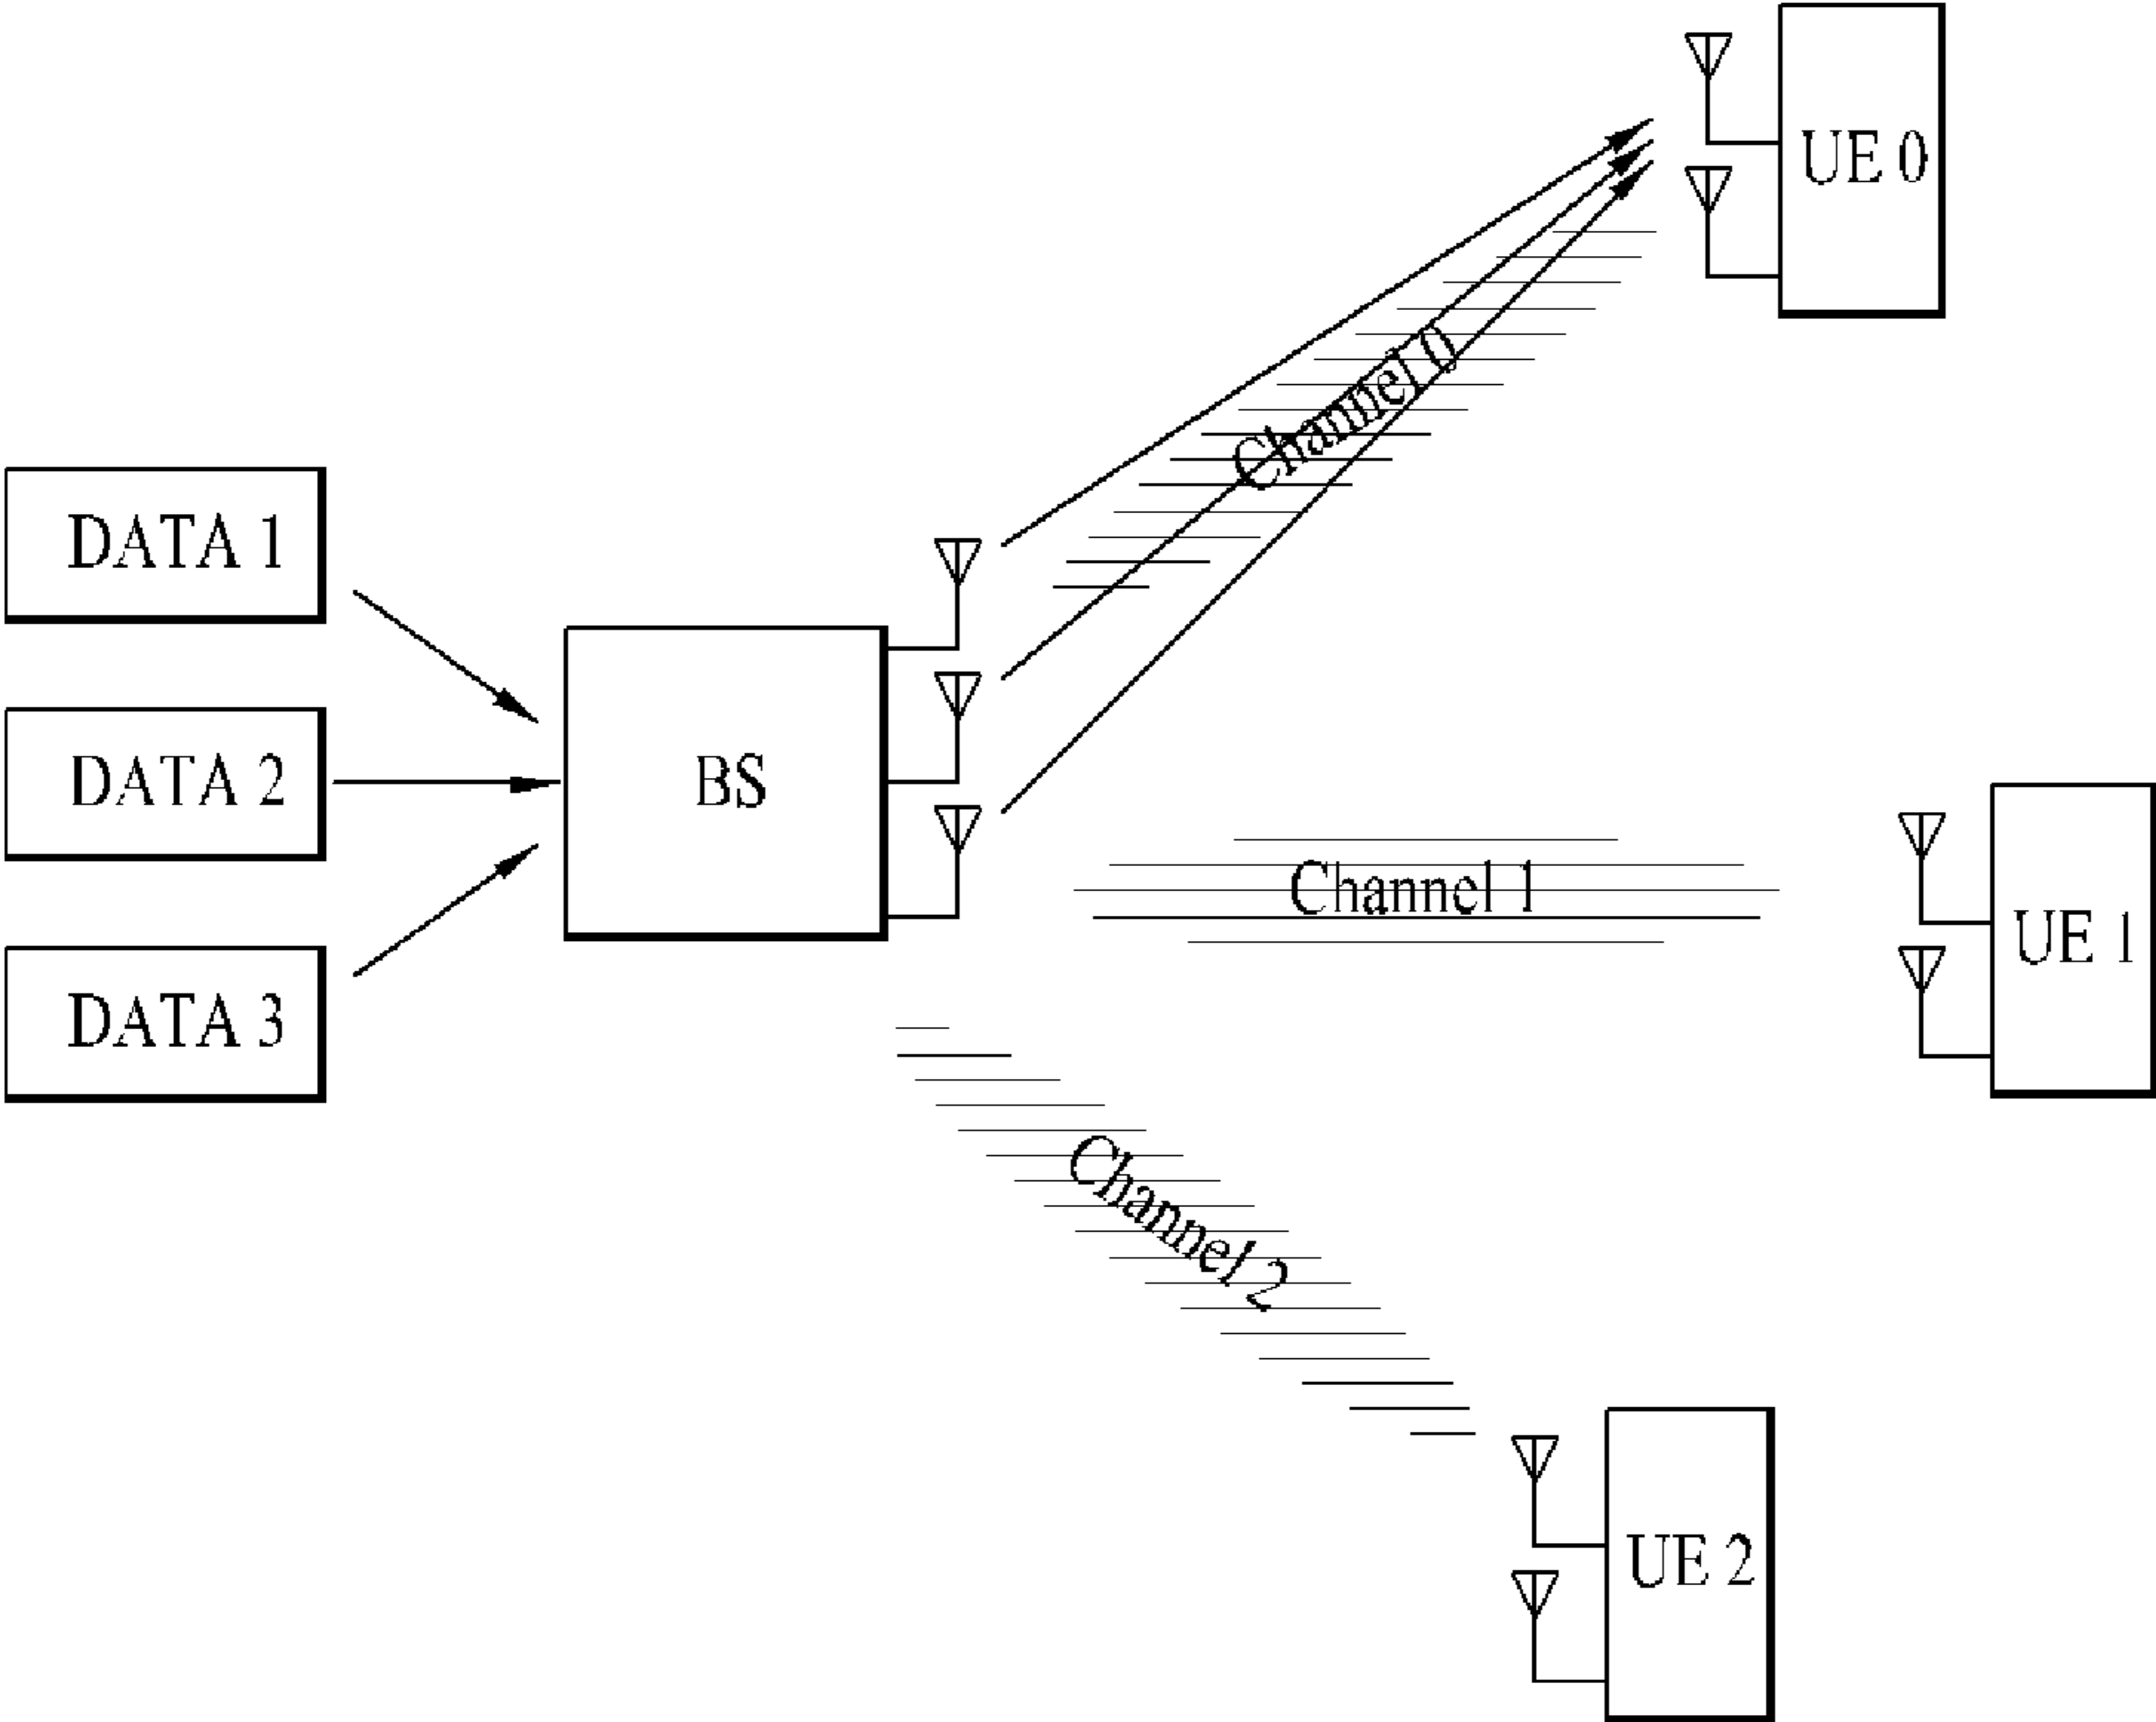 UE 0
Channel 0
DATA 1
DATA 2
BS
Channel 1
UE 1
DATA 3
Channel 2
UE 2